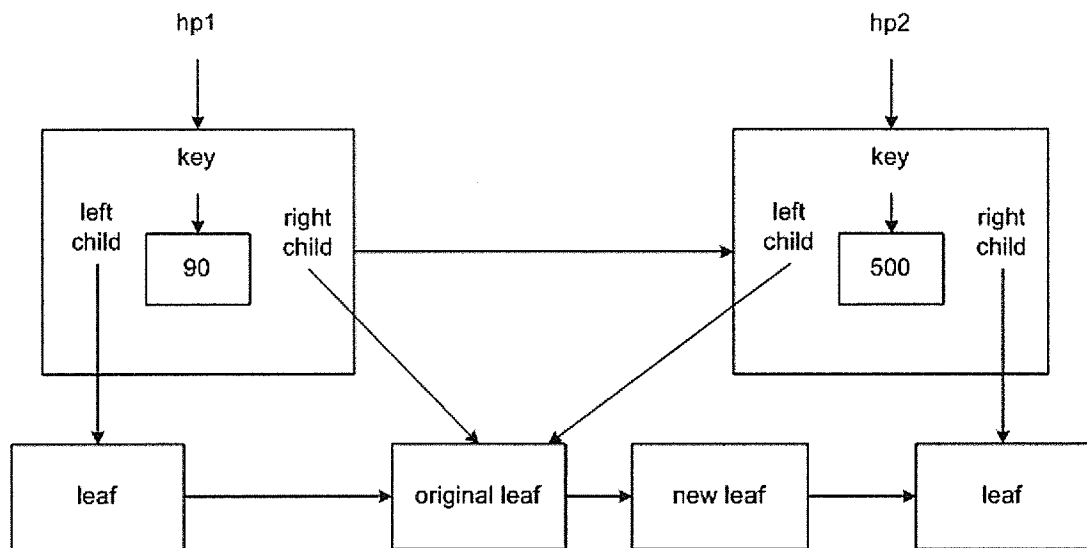 hp1
hp2
key
left
child
90
right
child
key
left
child
500
right
child
leaf
original leaf
new leaf
leaf